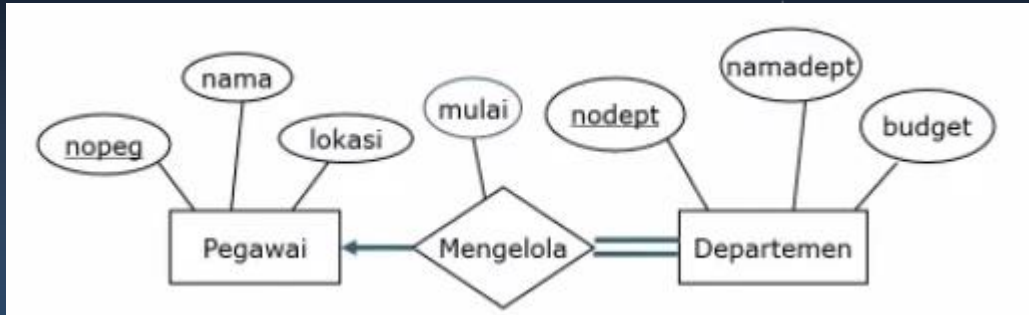 nama
nopeg
lokasi
Pegawai
mulai
Mengelola
nodept
namadept
budget
Departemen